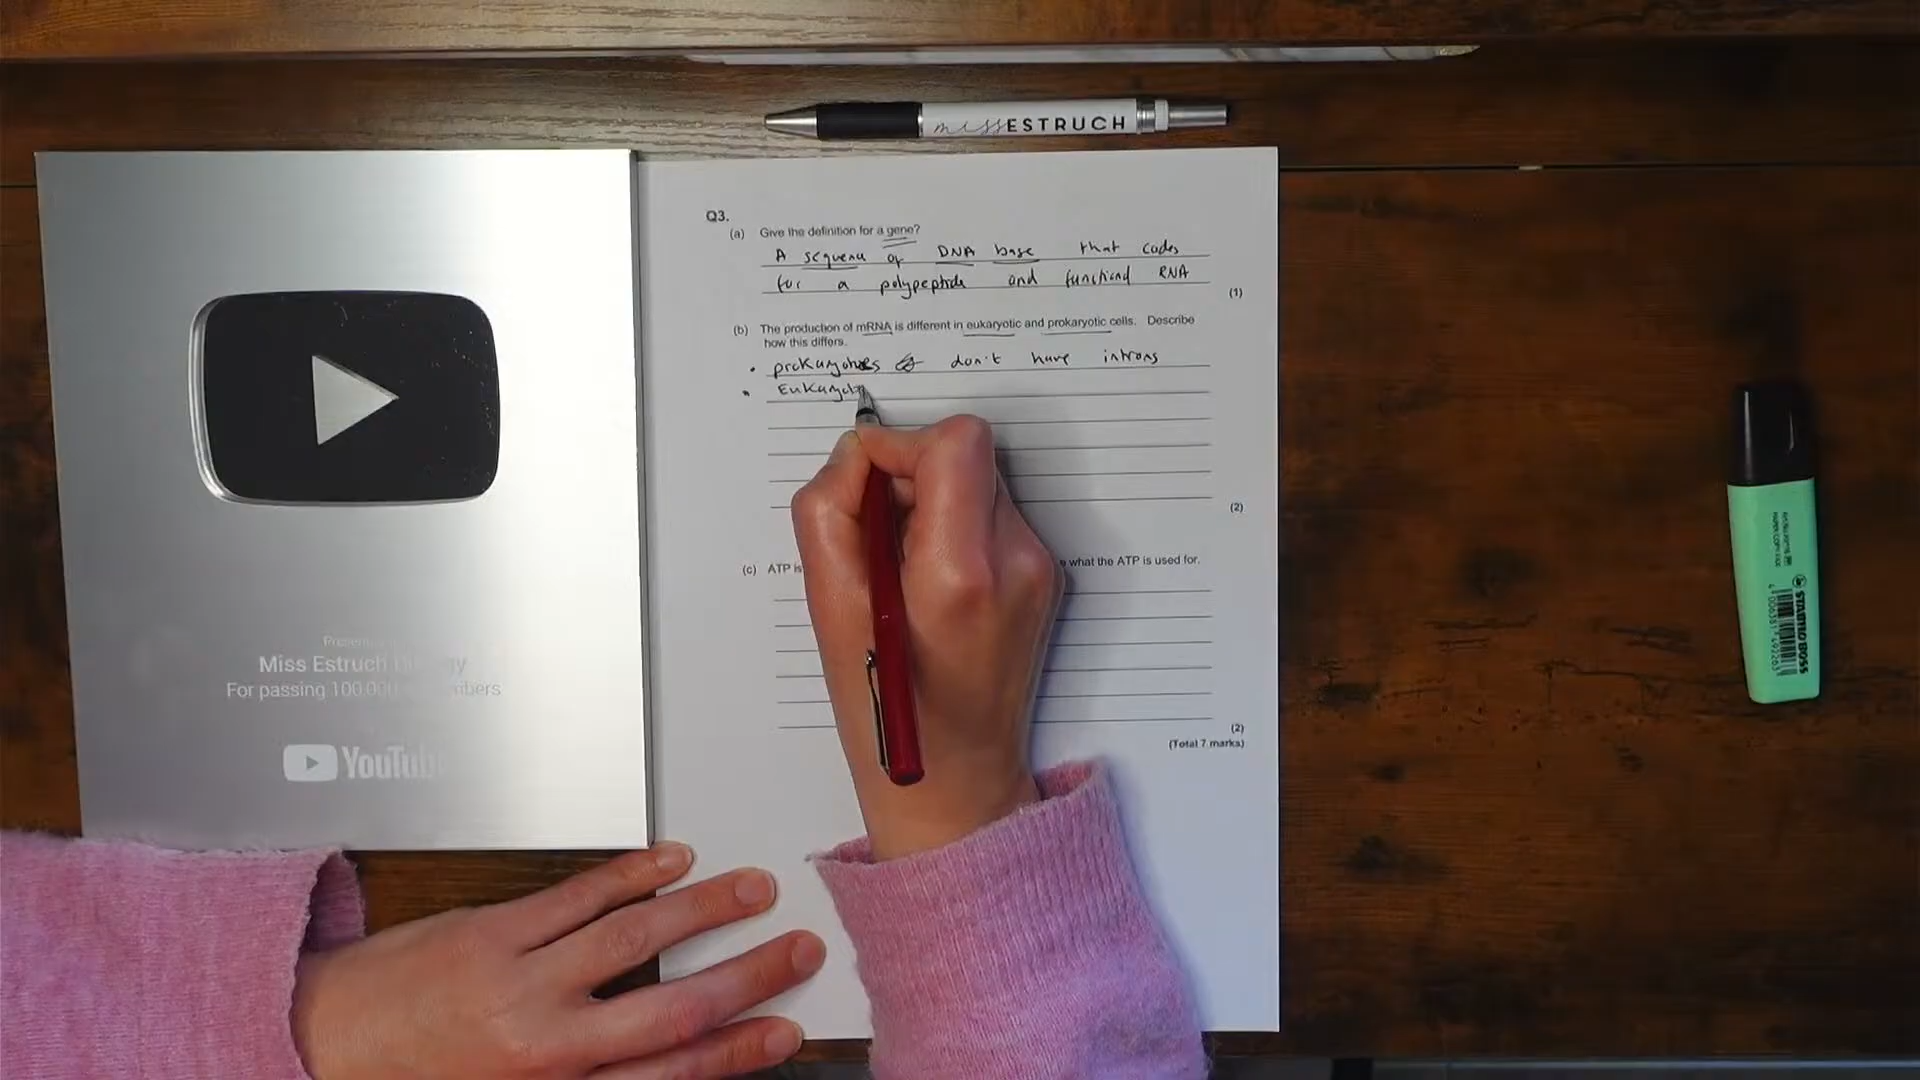 miss ESTRUCH
Miss Estruch
For passing 100,000
YouTube
Q3.
(a) Give the definition for a gene?
A sequence of DNA base that codes
for a polypeptide and functional RNA
(1)
(b) The production of mRNA is different in eukaryotic and prokaryotic cells. Describe
how this differs.
• prokaryotes don't have introns
• Eukaryot
(2)
(c) ATP is what the ATP is used for.
(2)
(Total 7 marks)
STABILO BOSS